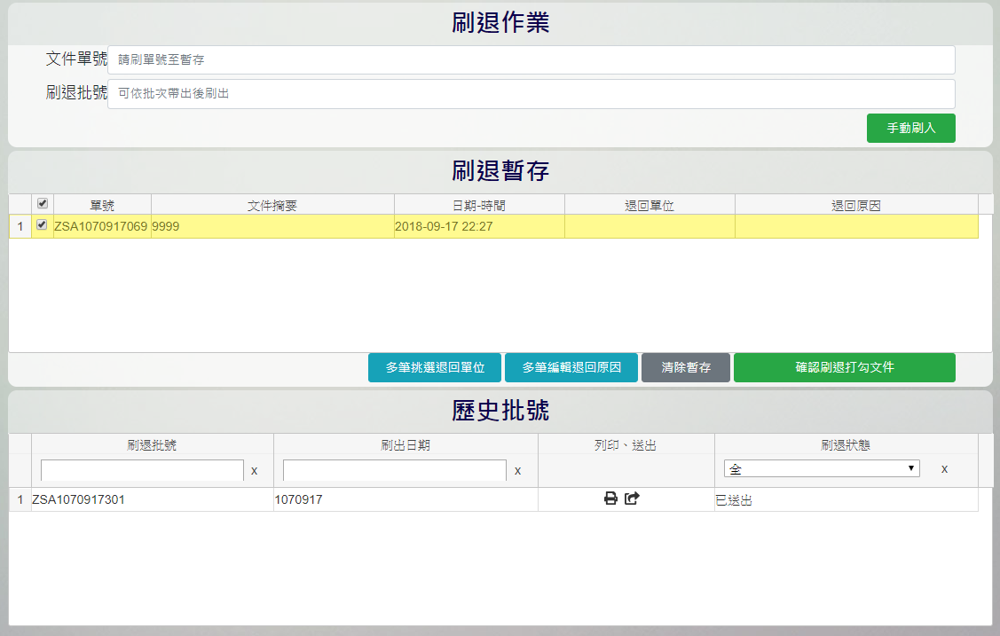 刷退作業
文件單號 請刷單號至暫存
刷退批號 可依批次帶出後刷出
手動刷入
刷退暫存
單號 文件摘要 日期-時間 退回單位 退回原因
1 ZSA1070917069 9999 2018-09-17 22:27
多筆挑選退回單位 多筆編輯退回原因 清除暫存 確認刷退打勾文件
歷史批號
刷退批號 刷出日期 列印、送出 刷退狀態
x x 全 x
1 ZSA1070917301 1070917 已送出